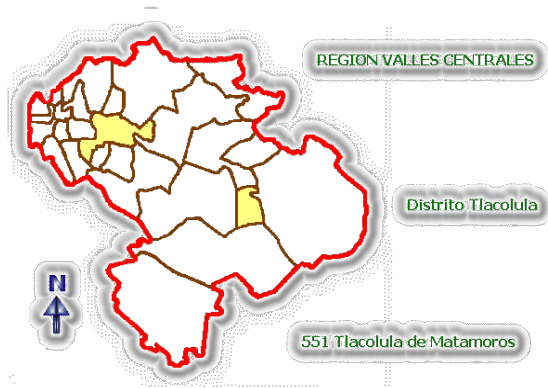 REGION VALLES CENTRALES
Distrito Tlacolula
N
551 Tlacolula de Matamoros